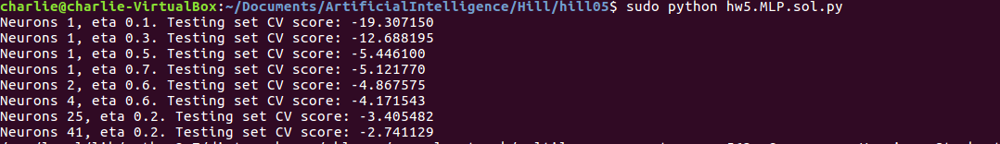 charlie@charlie-VirtualBox:~/Documents/ArtificialIntelligence/Hill/hill05$ sudo python hw5.MLP.sol.py
Neurons 1, eta 0.1. Testing set CV score: -19.307150
Neurons 1, eta 0.3. Testing set CV score: -12.688195
Neurons 1, eta 0.5. Testing set CV score: -5.446100
Neurons 1, eta 0.7. Testing set CV score: -5.121770
Neurons 2, eta 0.6. Testing set CV score: -4.867575
Neurons 4, eta 0.6. Testing set CV score: -4.171543
Neurons 25, eta 0.2. Testing set CV score: -3.405482
Neurons 41, eta 0.2. Testing set CV score: -2.741129